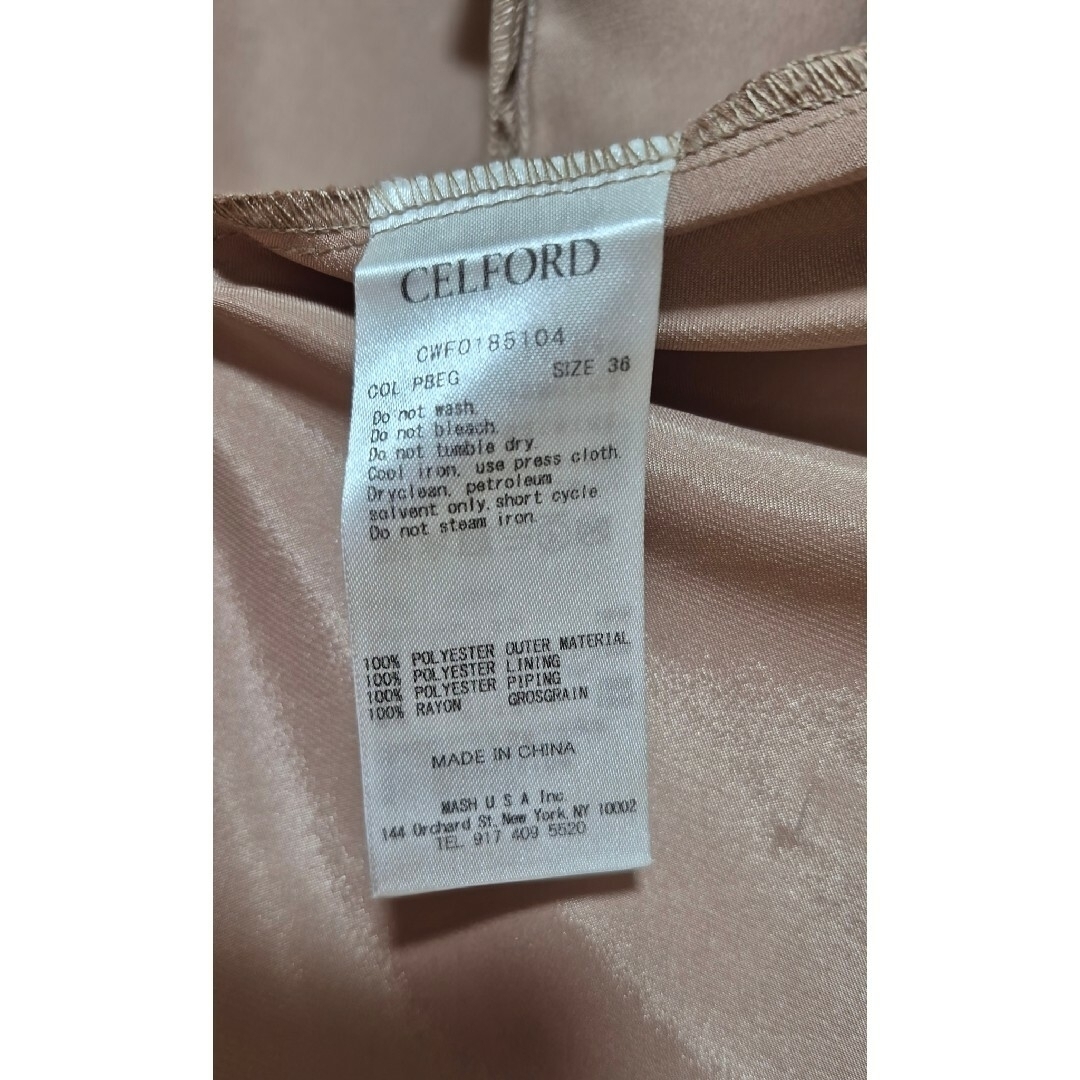 CELFORD
CWFO185104
COL PBEG SIZE 36
Do not wash.
Do not bleach.
Do not tumble dry.
Cool iron, use press cloth.
Dryclean, petroleum
solvent only. short cycle.
Do not steam iron.
100% POLYESTER OUTER MATERIAL
100% POLYESTER LINING
100% POLYESTER PIPING
100% RAYON GROSGRAIN
MADE IN CHINA
MASH U S A Inc.
144 Orchard St. New York, NY 10002
TEL 917 409 5520